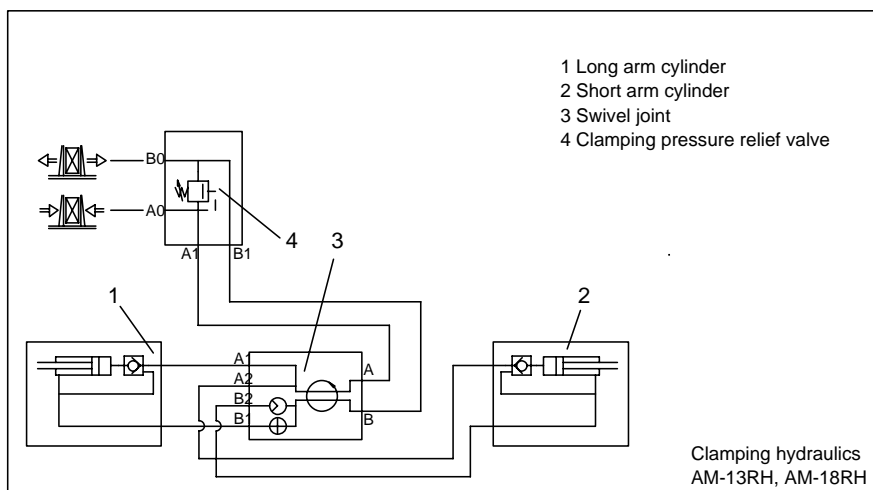 1 Long arm cylinder
2 Short arm cylinder
3 Swivel joint
4 Clamping pressure relief valve
B0
A0
A1
B1
4
3
1
2
A1
A2
B2
B1
A
B
Clamping hydraulics
AM-13RH, AM-18RH